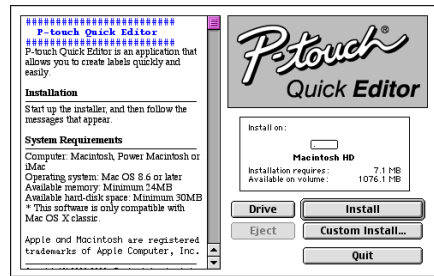 ########################
P-touch Quick Editor
########################
P-touch Quick Editor is an application that
allows you to create labels quickly and
easily.
Installation
Start up the installer, and then follow the
messages that appear.
System Requirements
Computer: Macintosh, Power Macintosh or
iMac
Operating system: Mac OS 8.6 or later
Available memory: Minimum 24MB
Available hard-disk space: Minimum 30MB
* This software is only compatible with
Mac OS X classic.
Apple and Macintosh are registered
trademarks of Apple Computer, Inc.
P-touch®
Quick Editor
Install on:
Macintosh HD
Installation requires: 7.1 MB
Available on volume: 1076.1 MB
Drive
Install
Eject
Custom Install...
Quit